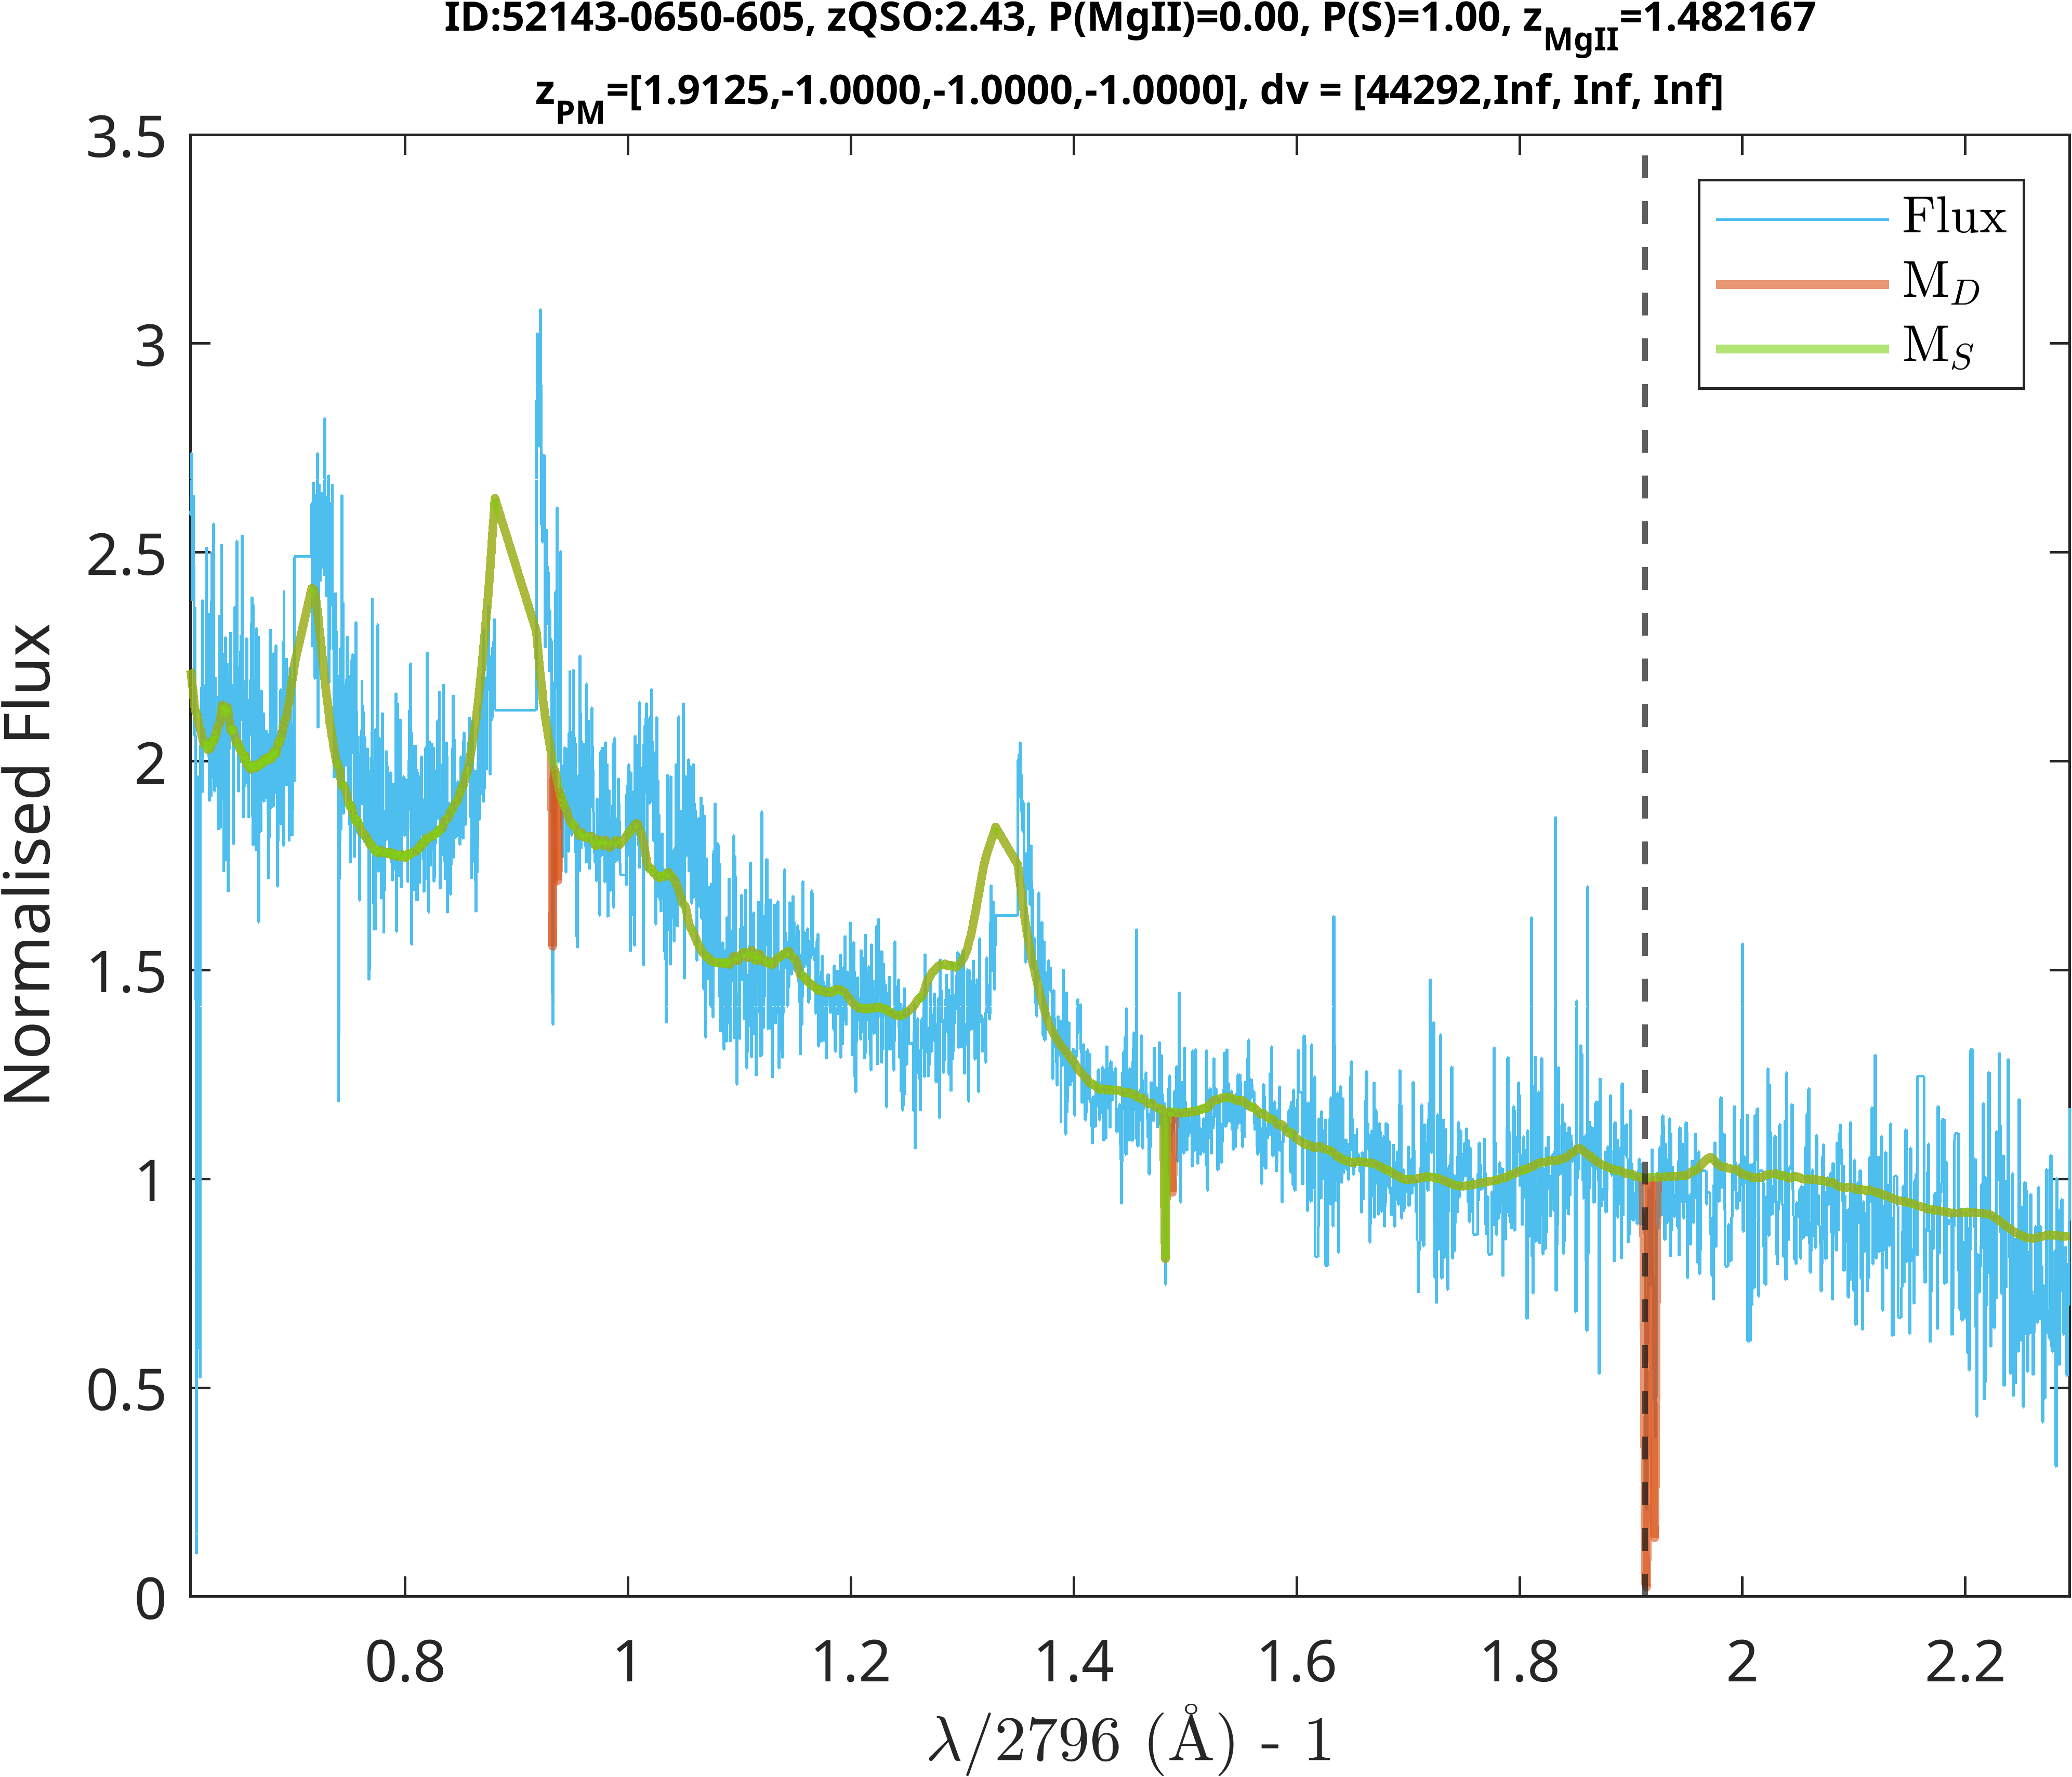 ID:52143-0650-605, zQSO:2.43, P(MgII)=0.00, P(S)=1.00, zMgII=1.482167
zPM=[1.9125,-1.0000,-1.0000,-1.0000], dv = [44292,Inf, Inf, Inf]
3.5
3
2.5
2
1.5
1
0.5
0
Normalised Flux
Flux
MD
MS
0.8
1
1.2
1.4
1.6
1.8
2
2.2
λ/2796 (Å) - 1